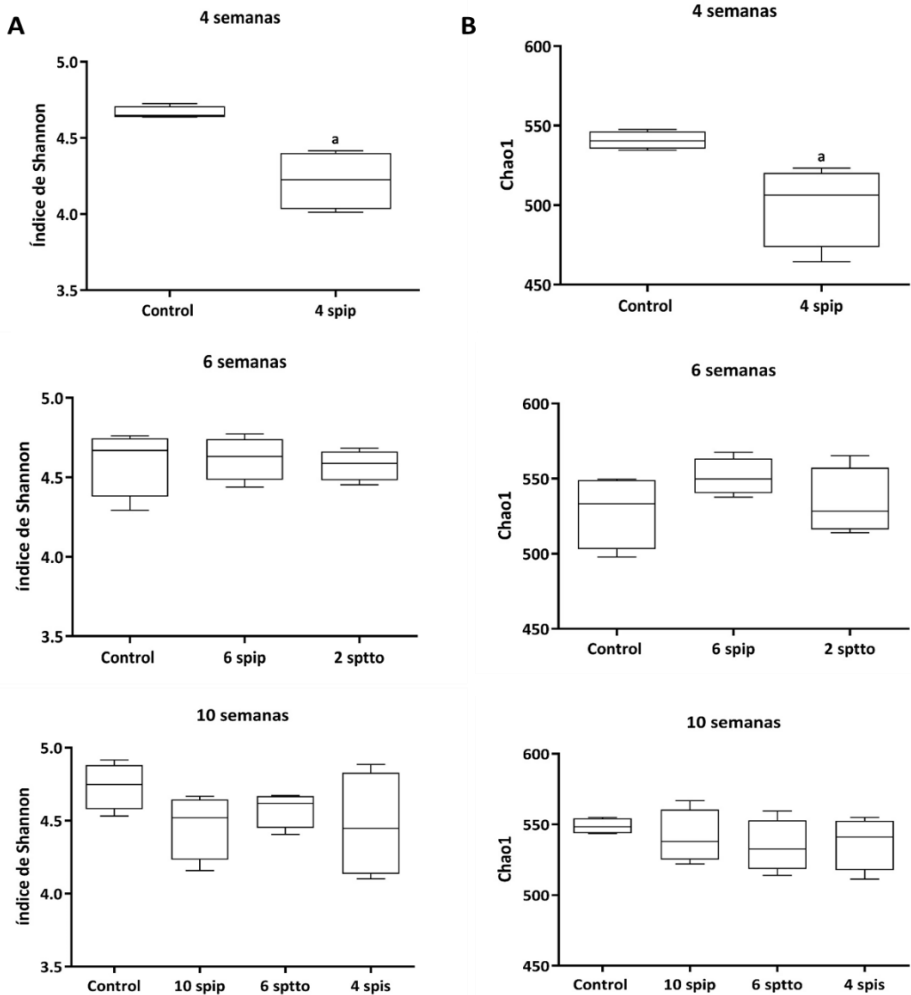 A
4 semanas
índice de Shannon
5.0
4.5
4.0
3.5
a
Control
4 spip
B
4 semanas
Chao1
600
550
500
450
a
Control
4 spip
6 semanas
índice de Shannon
5.0
4.5
4.0
3.5
Control
6 spip
2 sptto
6 semanas
Chao1
600
550
500
450
Control
6 spip
2 sptto
10 semanas
índice de Shannon
5.0
4.5
4.0
3.5
Control
10 spip
6 sptto
4 spis
10 semanas
Chao1
600
550
500
450
Control
10 spip
6 sptto
4 spis